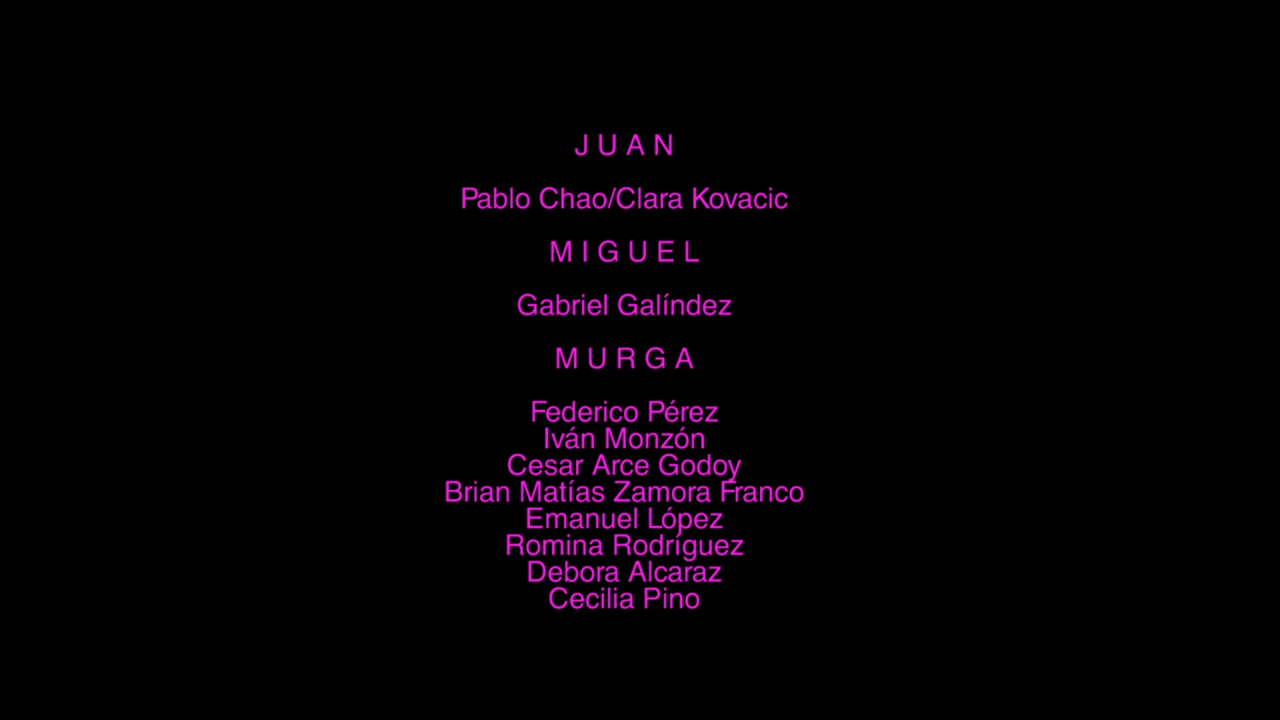 J U A N
Pablo Chao/Clara Kovacic
M I G U E L
Gabriel Galíndez
M U R G A
Federico Pérez
Iván Monzón
Cesar Arce Godoy
Brian Matías Zamora Franco
Emanuel López
Romina Rodríguez
Debora Alcaraz
Cecilia Pino